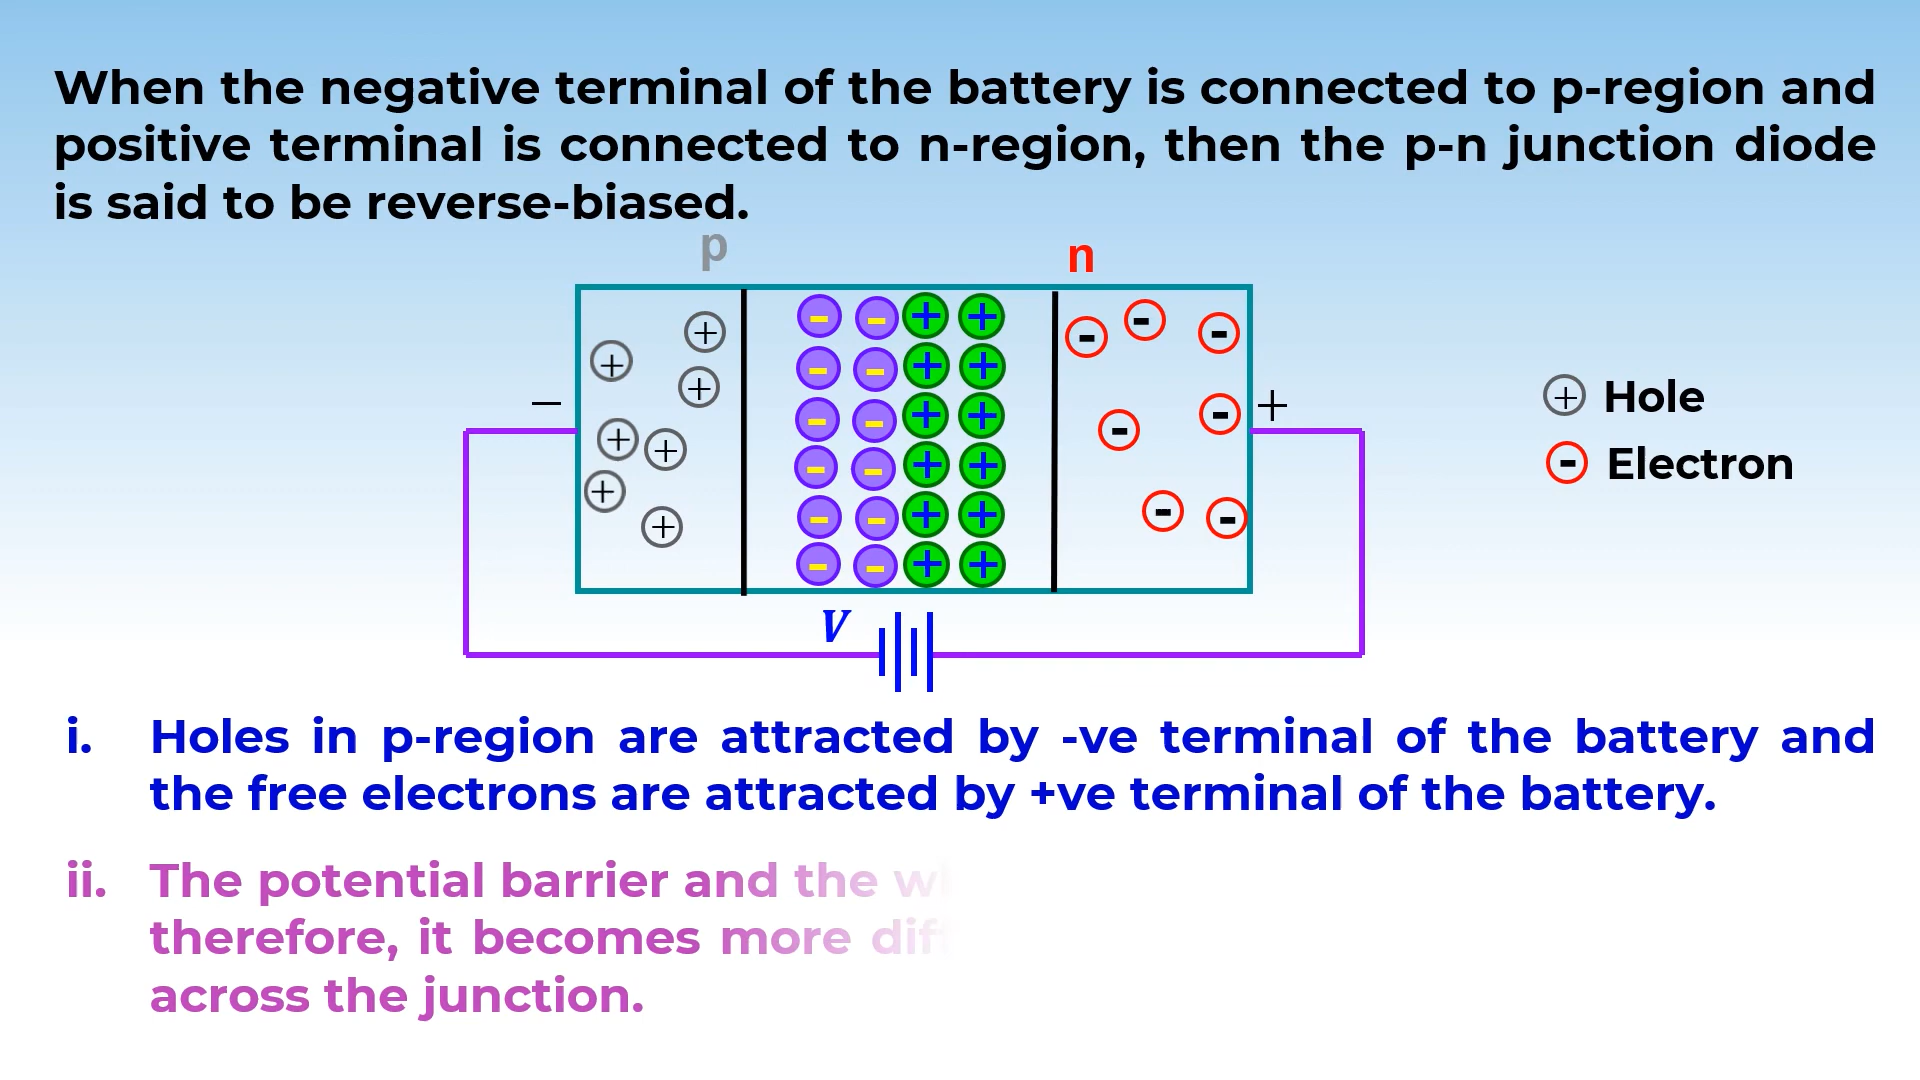 When the negative terminal of the battery is connected to p-region and
positive terminal is connected to n-region, then the p-n junction diode
is said to be reverse-biased.
p
n
−
+
Hole
Electron
V
i. Holes in p-region are attracted by -ve terminal of the battery and
the free electrons are attracted by +ve terminal of the battery.
ii. The potential barrier and the
therefore, it becomes more
across the junction.